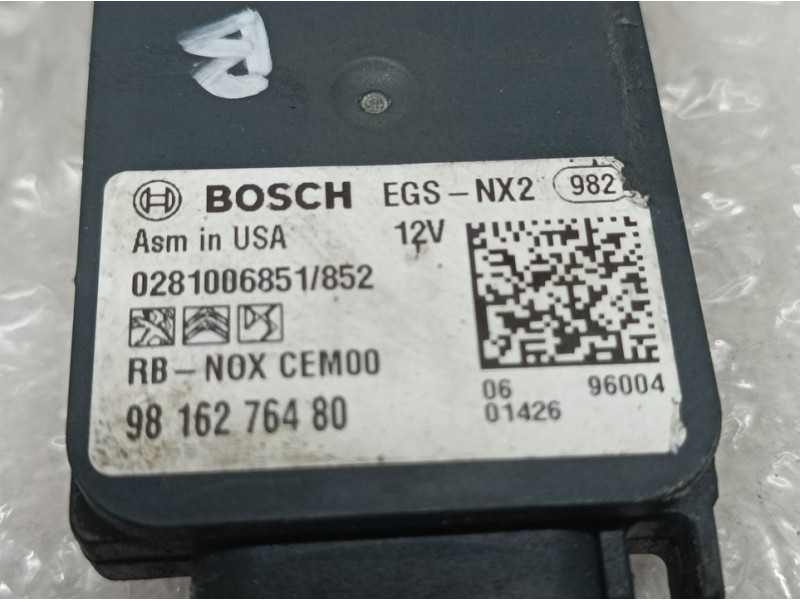 BOSCH EGS-NX2 982
Asm in USA 12V
0281006851/852
RB-NOX CEM00
98 162 764 80
06 96004
01426